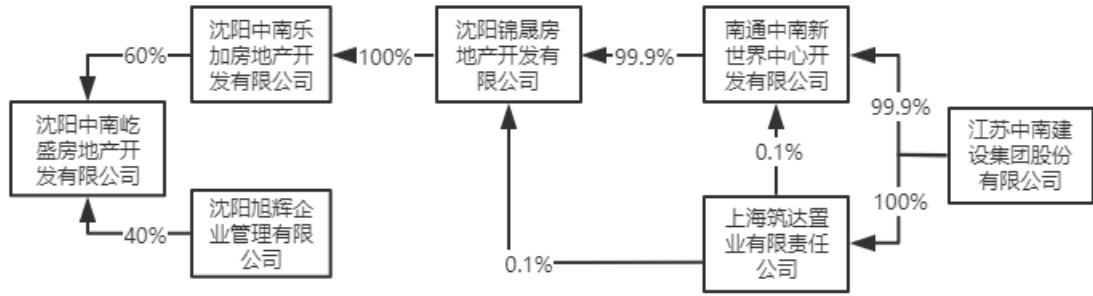 沈阳中南乐
加房地产开
发有限公司
沈阳锦晟房
地产开发有
限公司
南通中南新
世界中心开
发有限公司
60%
100%
99.9%
99.9%
沈阳中南屹
盛房地产开
发有限公司
江苏中南建
设集团股份
有限公司
0.1%
100%
沈阳旭辉企
业管理有限
公司
上海筑达置
业有限责任
公司
40%
0.1%